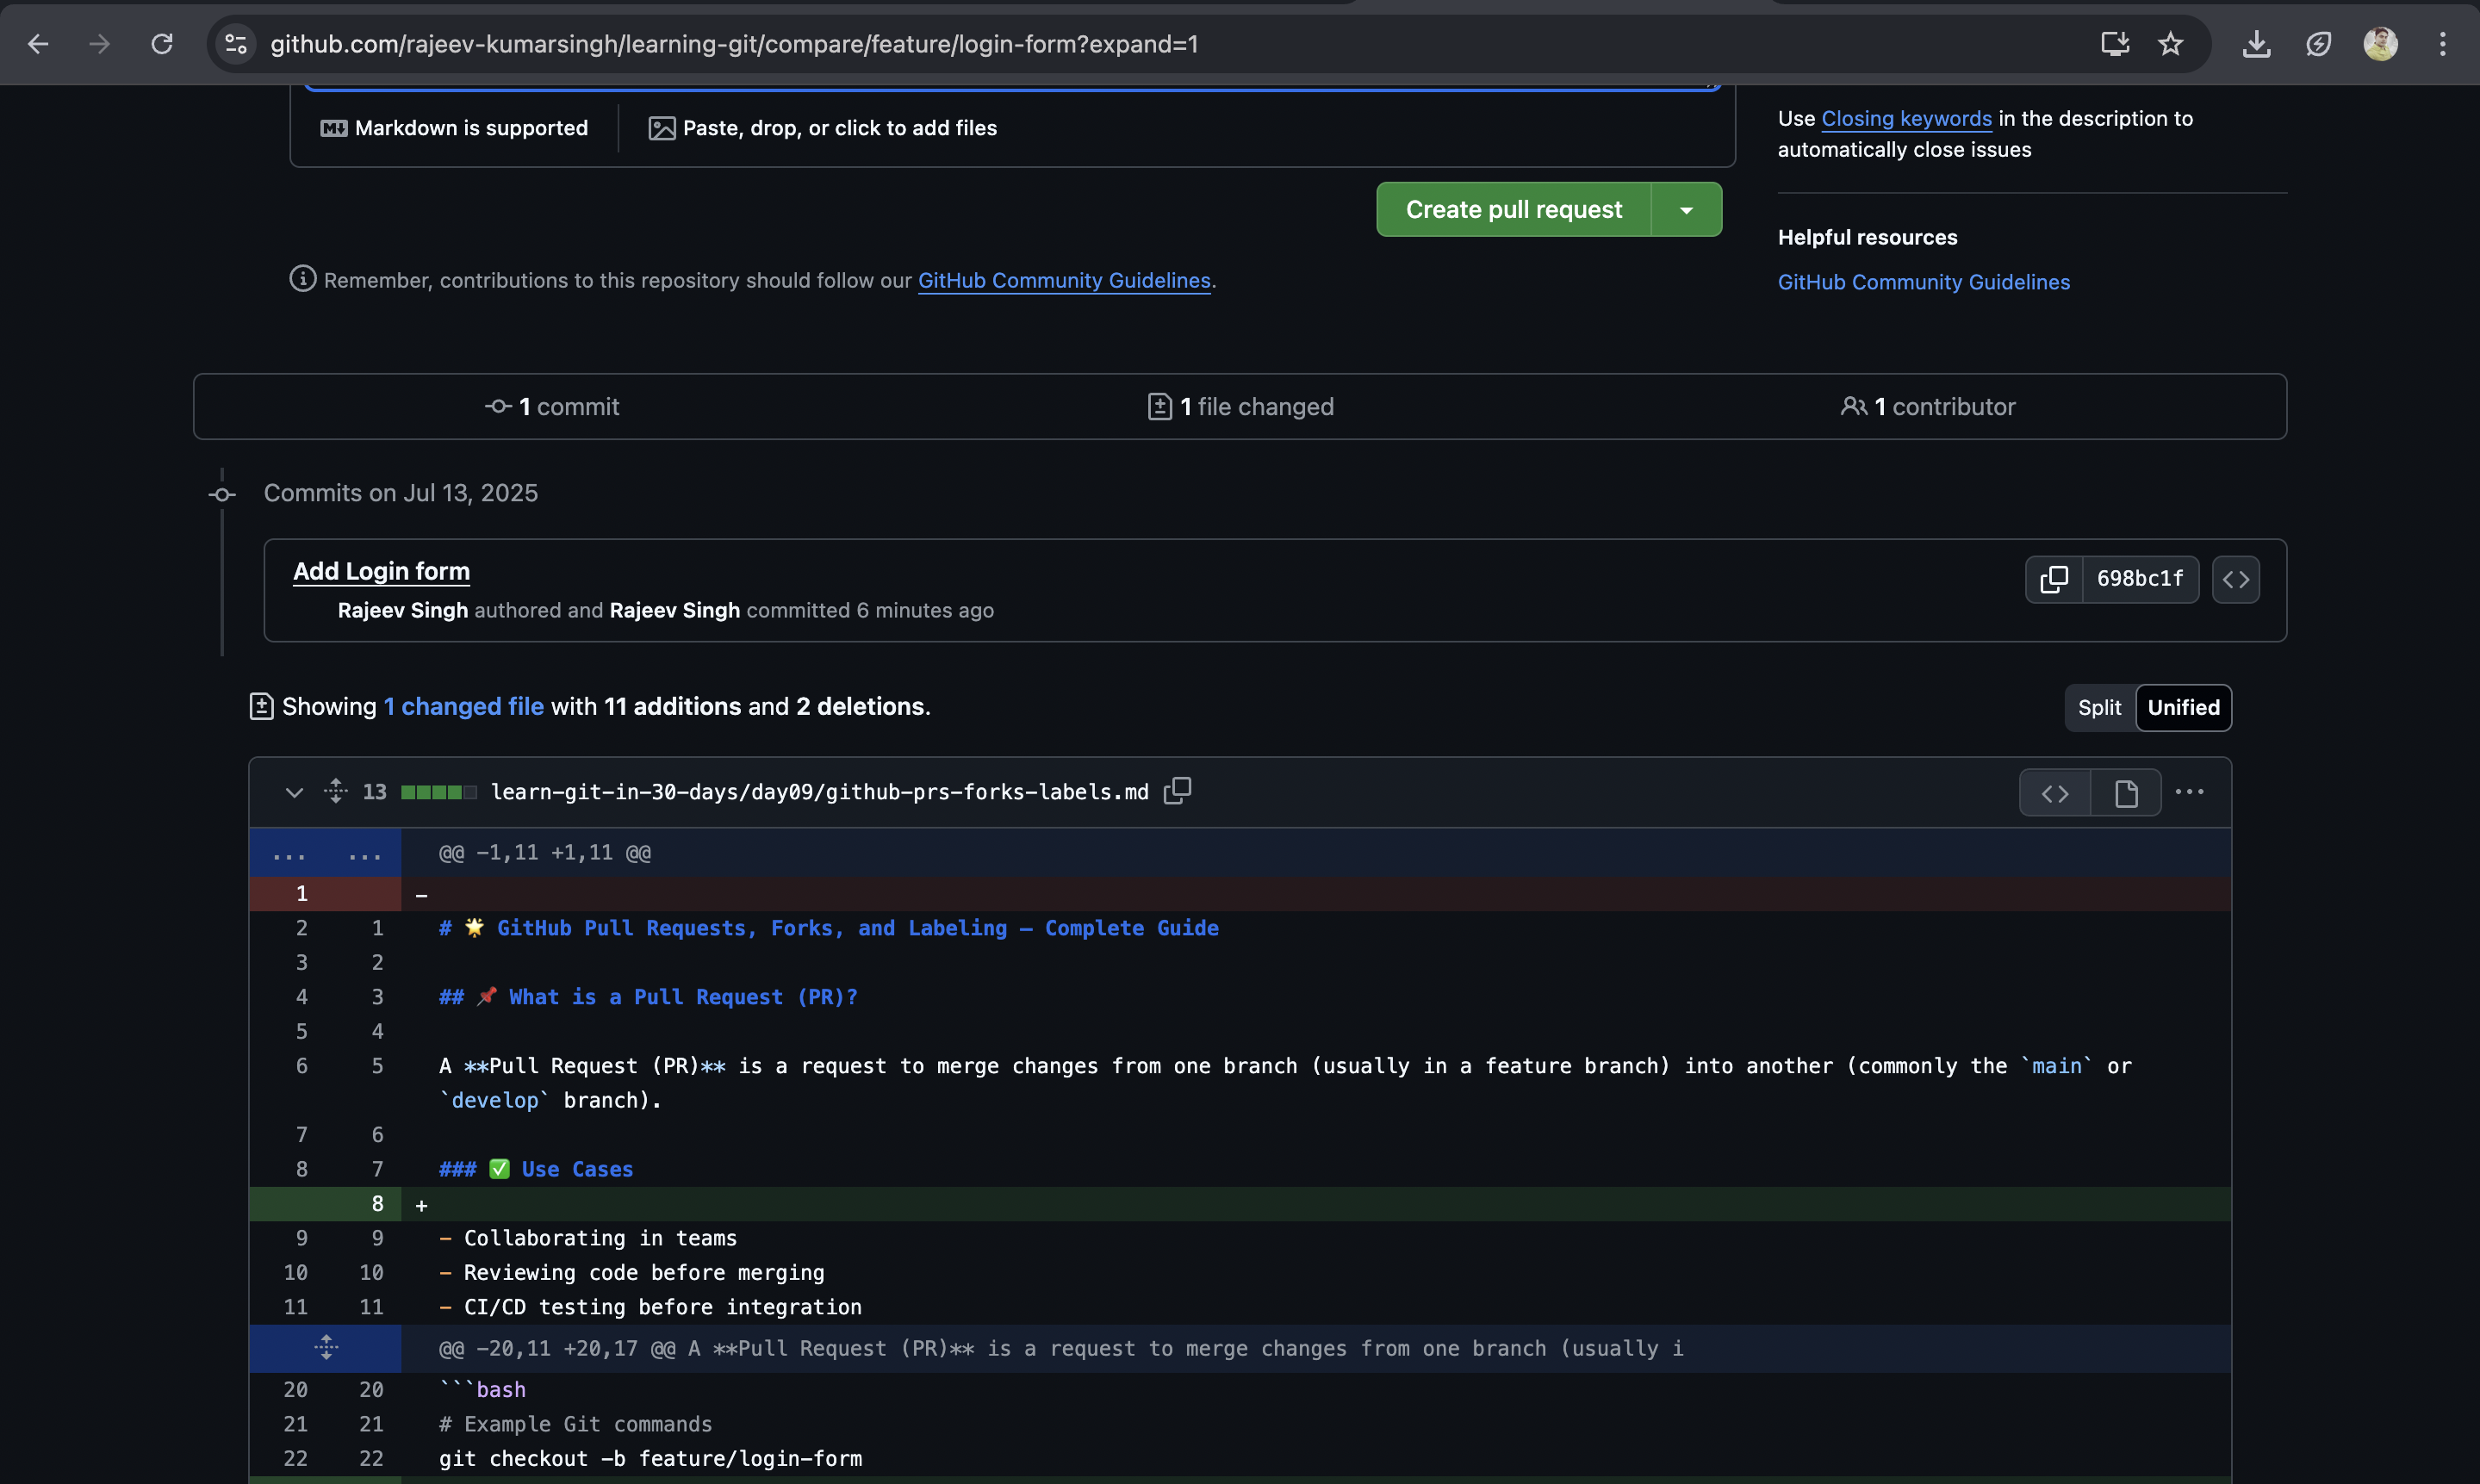 github.com/rajeev-kumarsingh/learning-git/compare/feature/login-form?expand=1
Markdown is supported
Paste, drop, or click to add files
Use Closing keywords in the description to
automatically close issues
Create pull request
Helpful resources
Remember, contributions to this repository should follow our GitHub Community Guidelines.
GitHub Community Guidelines
1 commit
1 file changed
1 contributor
Commits on Jul 13, 2025
Add Login form
698bc1f
Rajeev Singh authored and Rajeev Singh committed 6 minutes ago
Showing 1 changed file with 11 additions and 2 deletions.
Split Unified
13 learn-git-in-30-days/day09/github-prs-forks-labels.md
... ... @@ -1,11 +1,11 @@
1 -
2 1 # 🌟 GitHub Pull Requests, Forks, and Labeling — Complete Guide
3 2
4 3 ## 📌 What is a Pull Request (PR)?
5 4
6 5 A **Pull Request (PR)** is a request to merge changes from one branch (usually in a feature branch) into another (commonly the `main` or
`develop` branch).
7 6
8 7 ### ✅ Use Cases
8 +
9 9 - Collaborating in teams
10 10 - Reviewing code before merging
11 11 - CI/CD testing before integration
@@ -20,11 +20,17 @@ A **Pull Request (PR)** is a request to merge changes from one branch (usually i
20 20 ```bash
21 21 # Example Git commands
22 22 git checkout -b feature/login-form